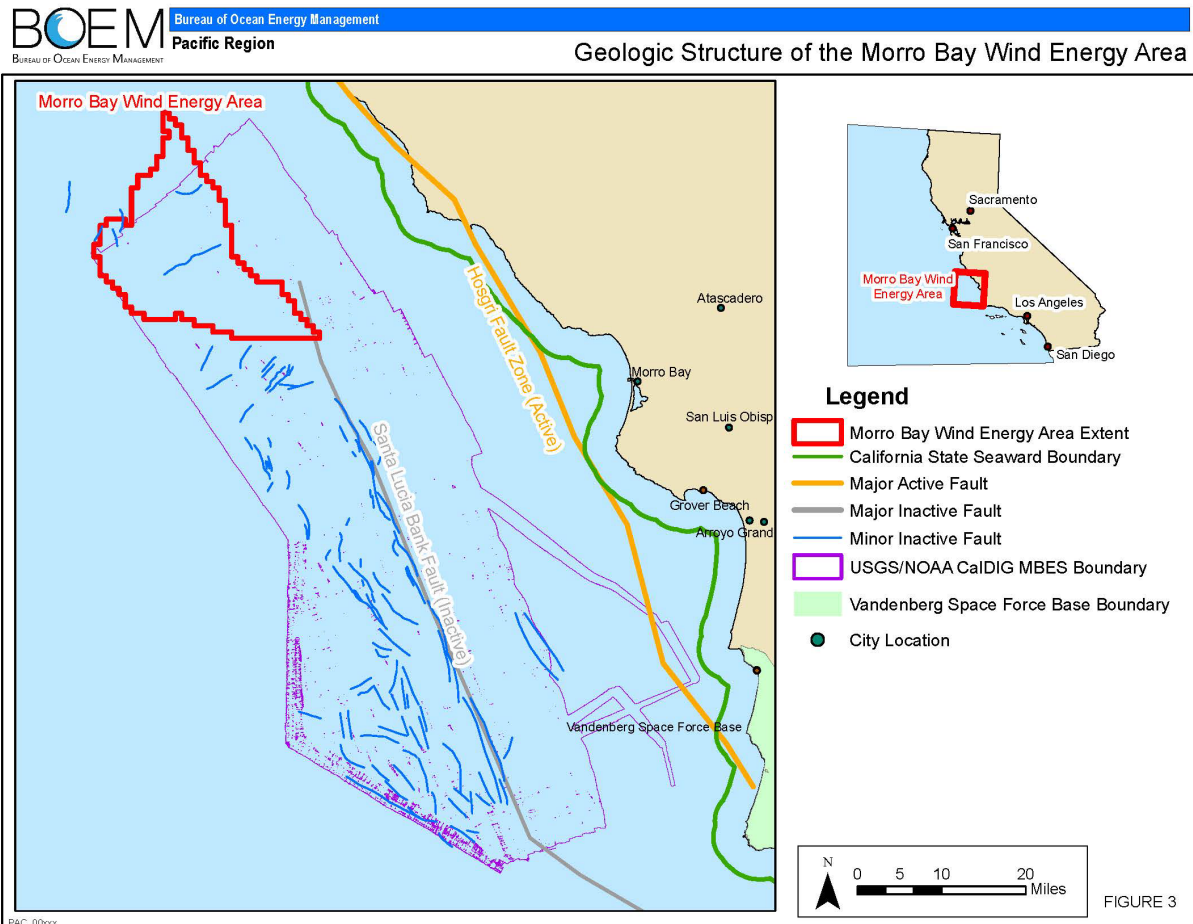 BOEM
BUREAU OF OCEAN ENERGY MANAGEMENT
Bureau of Ocean Energy Management
Pacific Region
Geologic Structure of the Morro Bay Wind Energy Area
Morro Bay Wind Energy Area
Hosgri Fault Zone (Active)
Santa Lucia Bank Fault (Inactive)
Atascadero
Morro Bay
San Luis Obisp
Grover Beach
Arroyo Grand
Vandenberg Space Force Base
Sacramento
San Francisco
Morro Bay Wind
Energy Area
Los Angeles
San Diego
Legend
Morro Bay Wind Energy Area Extent
California State Seaward Boundary
Major Active Fault
Major Inactive Fault
Minor Inactive Fault
USGS/NOAA CalDIG MBES Boundary
Vandenberg Space Force Base Boundary
City Location
N
0 5 10 20
Miles
FIGURE 3